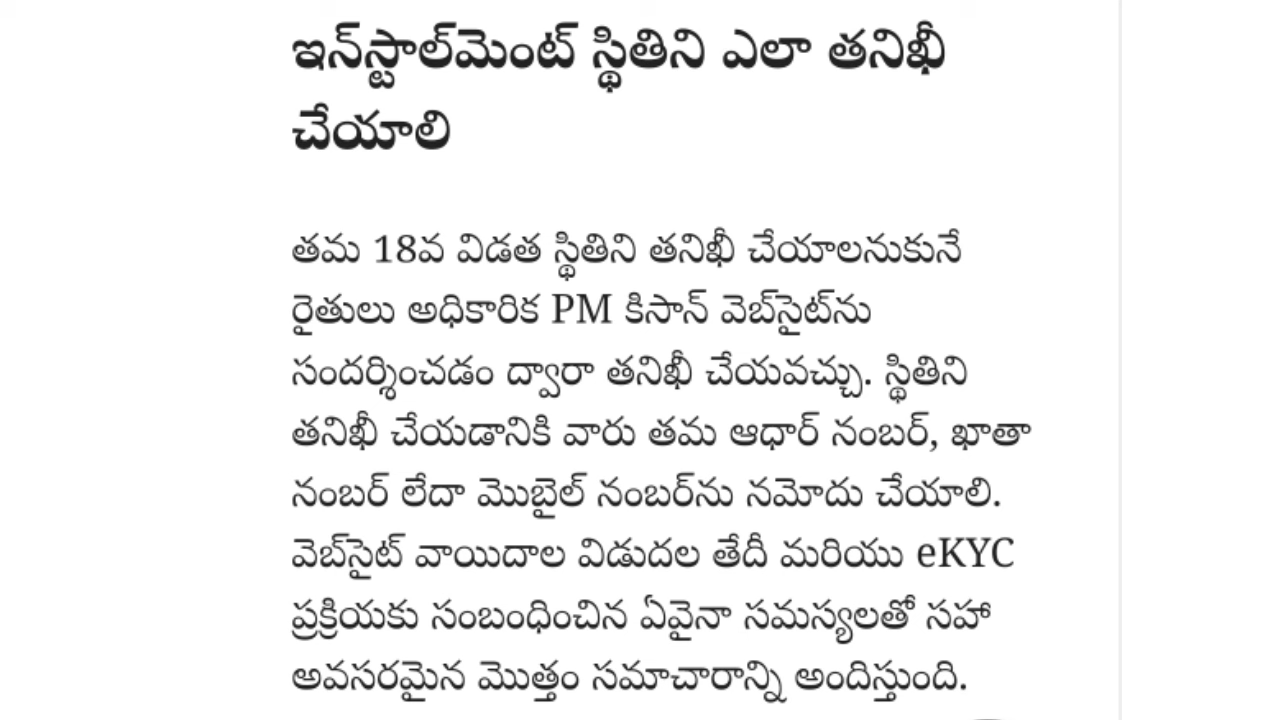 ఇన్‌స్టాల్‌మెంట్ స్థితిని ఎలా తనిఖీ
చేయాలి
తమ 18వ విడత స్థితిని తనిఖీ చేయాలనుకునే
రైతులు అధికారిక PM కిసాన్ వెబ్‌సైట్‌ను
సందర్శించడం ద్వారా తనిఖీ చేయవచ్చు. స్థితిని
తనిఖీ చేయడానికి వారు తమ ఆధార్ నంబర్, ఖాతా
నంబర్ లేదా మొబైల్ నంబర్‌ను నమోదు చేయాలి.
వెబ్‌సైట్ వాయిదాల విడుదల తేదీ మరియు eKYC
ప్రక్రియకు సంబంధించిన ఏవైనా సమస్యలతో సహా
అవసరమైన మొత్తం సమాచారాన్ని అందిస్తుంది.